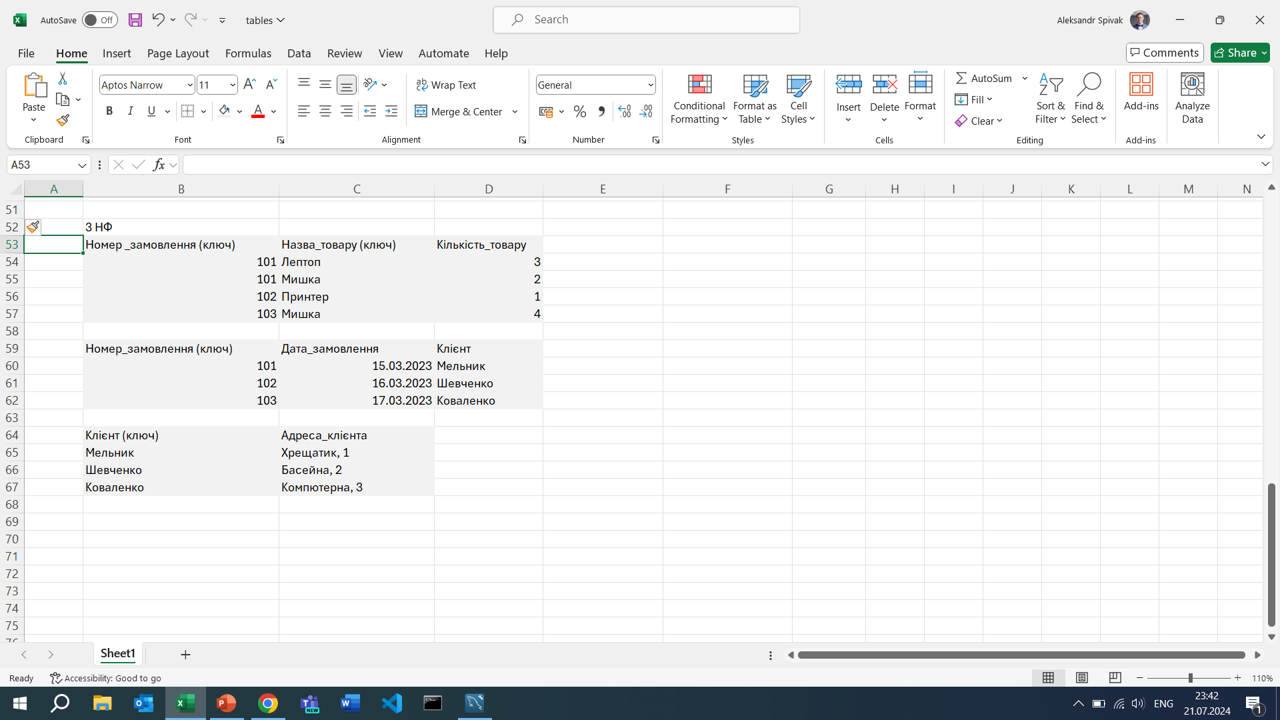 AutoSave Off tables Search Aleksandr Spivak
File Home Insert Page Layout Formulas Data Review View Automate Help Comments Share
Paste Aptos Narrow 11 Wrap Text General Conditional Formatting Format as Table Cell Styles Insert Delete Format AutoSum Fill Clear Sort & Filter Find & Select Add-ins Analyze Data
B I U Merge & Center
Clipboard Font Alignment Number Styles Cells Editing Add-ins
A53 fx
A B C D E F G H I J K L M N
51
52 3 НФ
53 Номер _замовлення (ключ) Назва_товару (ключ) Кількість_товару
54 101 Лептоп 3
55 101 Мишка 2
56 102 Принтер 1
57 103 Мишка 4
58
59 Номер_замовлення (ключ) Дата_замовлення Клієнт
60 101 15.03.2023 Мельник
61 102 16.03.2023 Шевченко
62 103 17.03.2023 Коваленко
63
64 Клієнт (ключ) Адреса_клієнта
65 Мельник Хрещатик, 1
66 Шевченко Басейна, 2
67 Коваленко Компютерна, 3
68
69
70
71
72
73
74
75
76
Sheet1
Ready Accessibility: Good to go 110%
ENG 23:42
21.07.2024 1